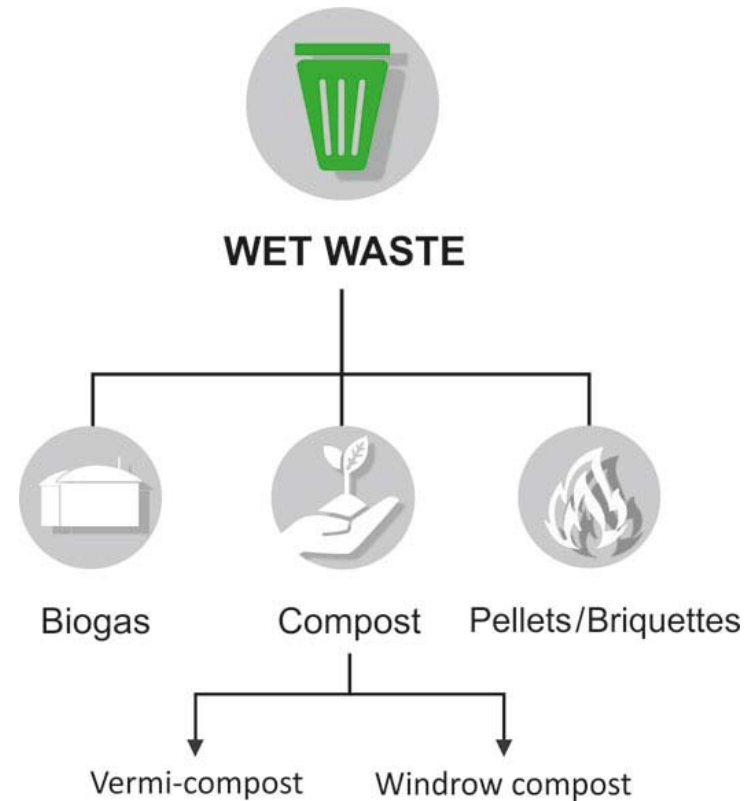 WET WASTE
Biogas
Compost
Pellets/Briquettes
Vermi-compost
Windrow compost